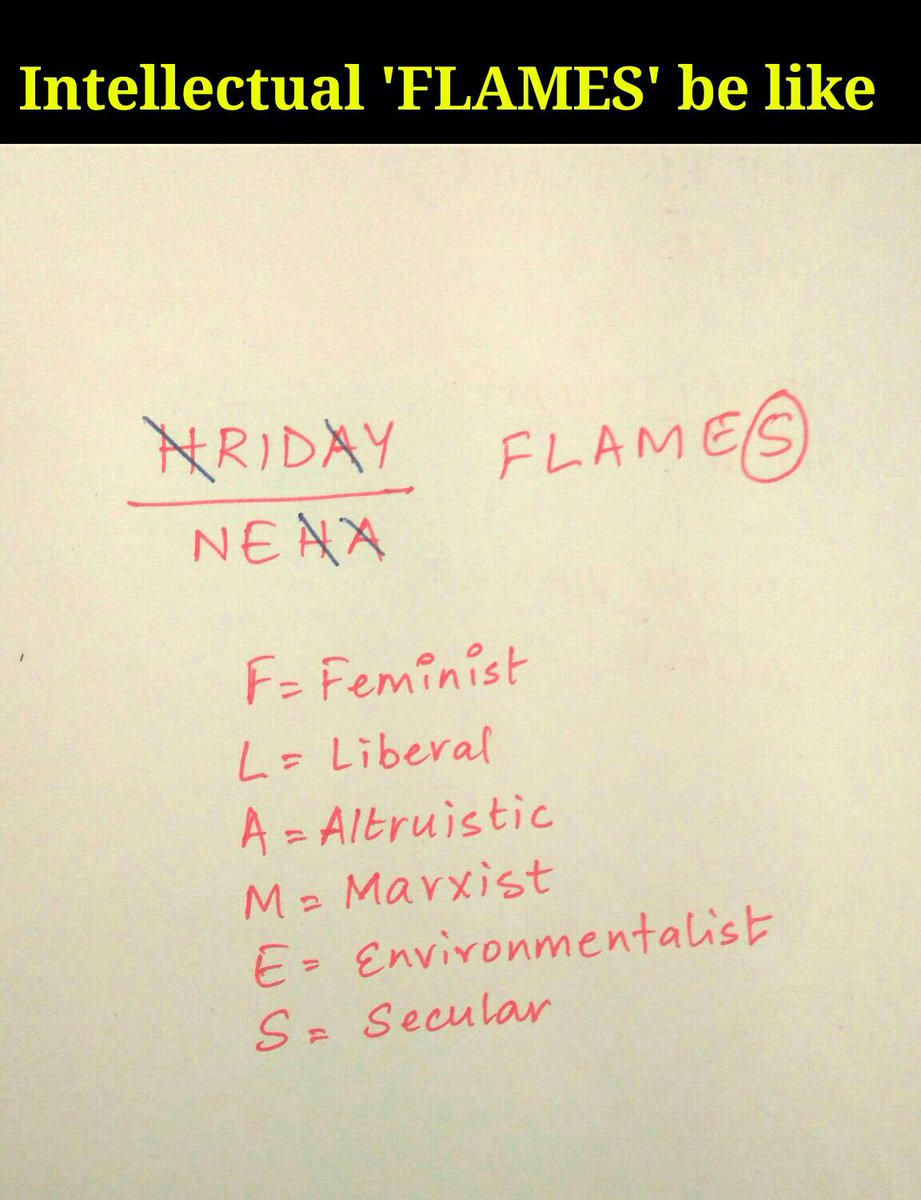 Intellectual 'FLAMES' be like
HRIDAY FLAMES
NEHA
F= Feminist
L= Liberal
A = Altruistic
M = Marxist
E = Environmentalist
S = Secular